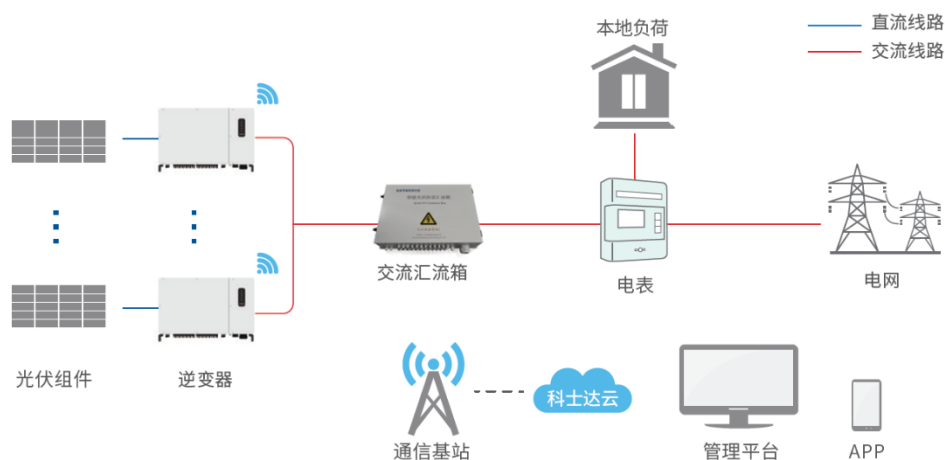 本地负荷
直流线路
交流线路
交流汇流箱
电表
电网
光伏组件
逆变器
科士达云
通信基站
管理平台
APP